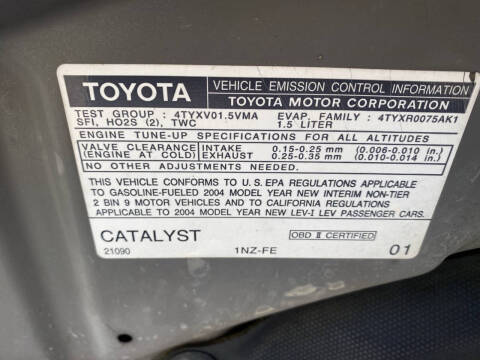 TOYOTA
VEHICLE EMISSION CONTROL INFORMATION
TOYOTA MOTOR CORPORATION
TEST GROUP : 4TYXV01.5VMA EVAP. FAMILY : 4TYXR0075AK1
SFI, HO2S (2), TWC 1.5 LITER
ENGINE TUNE-UP SPECIFICATIONS FOR ALL ALTITUDES
VALVE CLEARANCE INTAKE 0.15-0.25 mm (0.006-0.010 in.)
(ENGINE AT COLD) EXHAUST 0.25-0.35 mm (0.010-0.014 in.)
NO OTHER ADJUSTMENTS NEEDED.
THIS VEHICLE CONFORMS TO U.S. EPA REGULATIONS APPLICABLE
TO GASOLINE-FUELED 2004 MODEL YEAR NEW INTERIM NON-TIER
2 BIN 9 MOTOR VEHICLES AND TO CALIFORNIA REGULATIONS
APPLICABLE TO 2004 MODEL YEAR NEW LEV-I LEV PASSENGER CARS.
CATALYST OBD II CERTIFIED
21090 1NZ-FE 01